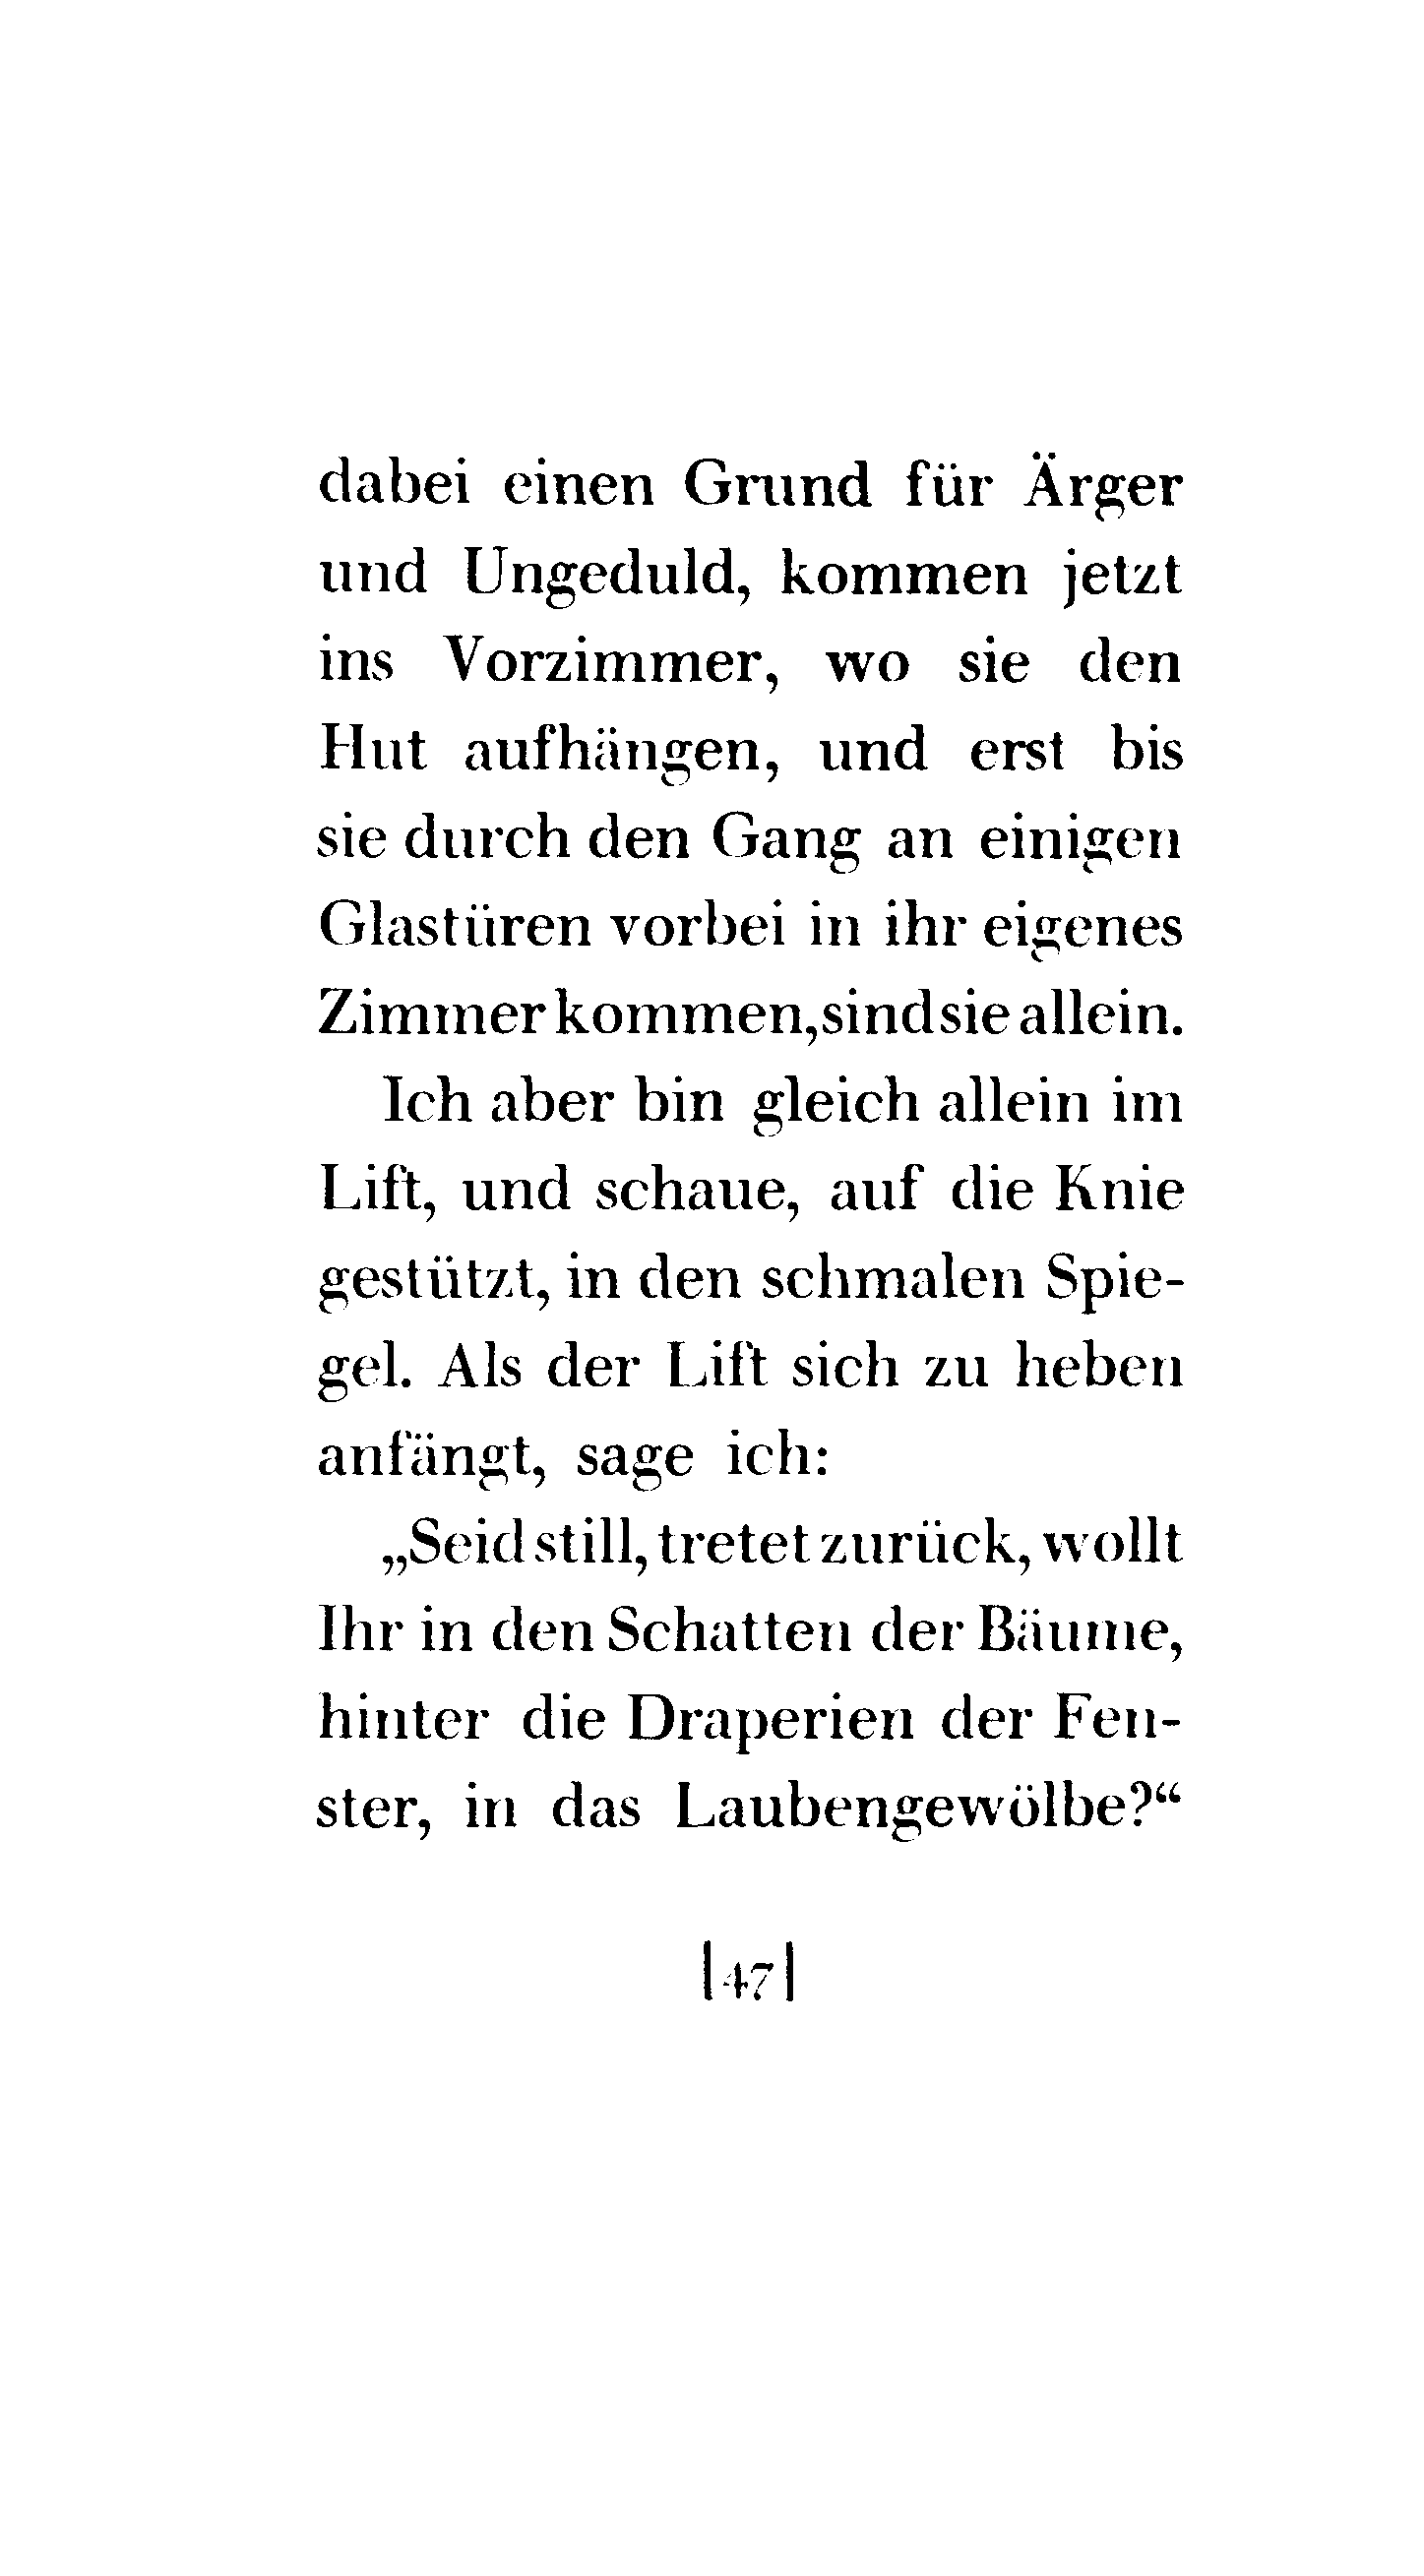 dabei einen Grund für Ärger
und Ungeduld, kommen jetzt
ins Vorzimmer, wo sie den
Hut aufhängen, und erst bis
sie durch den Gang an einigen
Glastüren vorbei in ihr eigenes
Zimmer kommen, sind sie allein.
Ich aber bin gleich allein im
Lift, und schaue, auf die Knie
gestützt, in den schmalen Spie-
gel. Als der Lift sich zu heben
anfängt, sage ich:
„Seid still, tretet zurück, wollt
Ihr in den Schatten der Bäume,
hinter die Draperien der Fen-
ster, in das Laubengewölbe?“
|47|